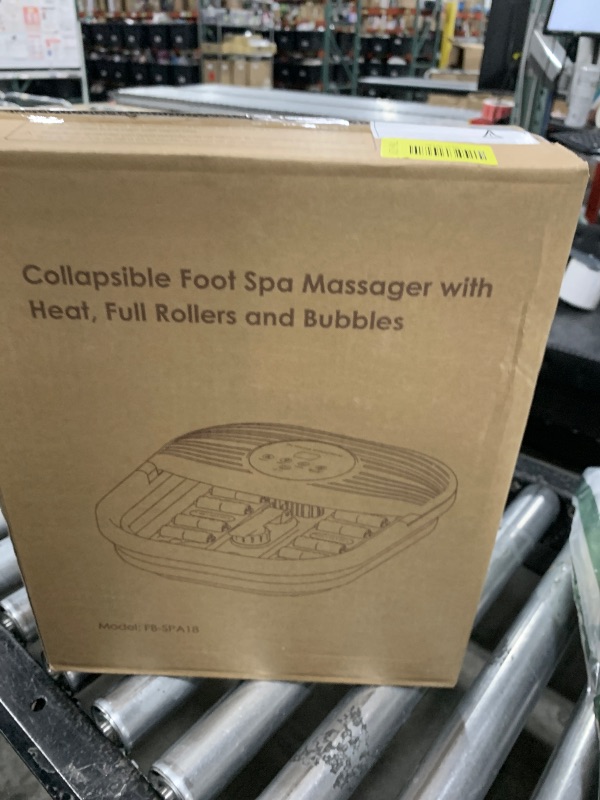 Collapsible Foot Spa Massager with
Heat, Full Rollers and Bubbles
Model: FB-SPA18